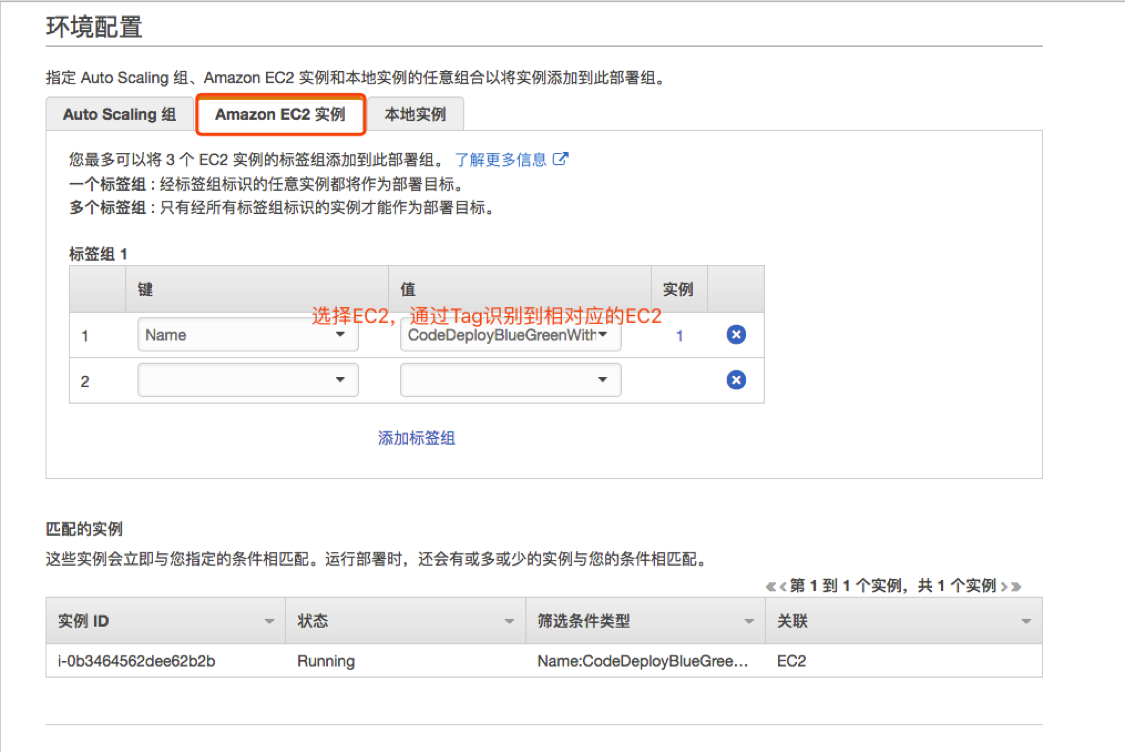 环境配置
指定 Auto Scaling 组、Amazon EC2 实例和本地实例的任意组合以将实例添加到此部署组。
Auto Scaling 组 Amazon EC2 实例 本地实例
您最多可以将 3 个 EC2 实例的标签组添加到此部署组。 了解更多信息
一个标签组 : 经标签组标识的任意实例都将作为部署目标。
多个标签组 : 只有经所有标签组标识的实例才能作为部署目标。
标签组 1
键 值 实例
选择EC2，通过Tag识别到相对应的EC2
1 Name CodeDeployBlueGreenWith 1
2
添加标签组
匹配的实例
这些实例会立即与您指定的条件相匹配。运行部署时，还会有或多或少的实例与您的条件相匹配。
第 1 到 1 个实例，共 1 个实例
实例 ID 状态 筛选条件类型 关联
i-0b3464562dee62b2b Running Name:CodeDeployBlueGree... EC2